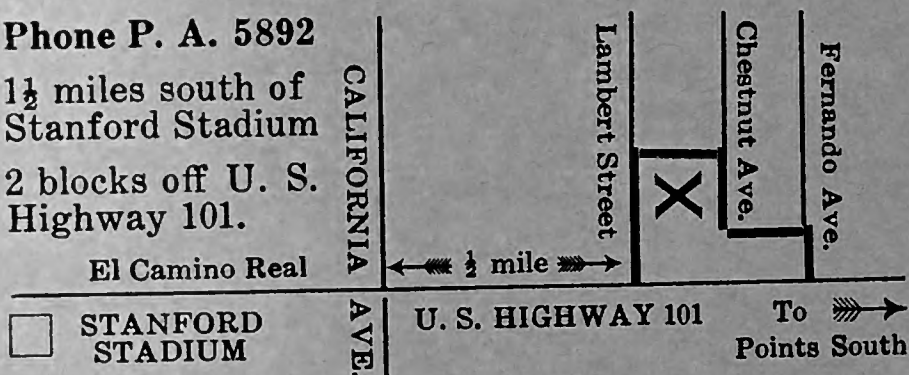 Phone P. A. 5892
1½ miles south of
Stanford Stadium
2 blocks off U. S.
Highway 101.
El Camino Real
CALIFORNIA AVE.
½ mile
Lambert Street
X
Chestnut Ave.
Fernando Ave.
STANFORD
STADIUM
U. S. HIGHWAY 101
To
Points South